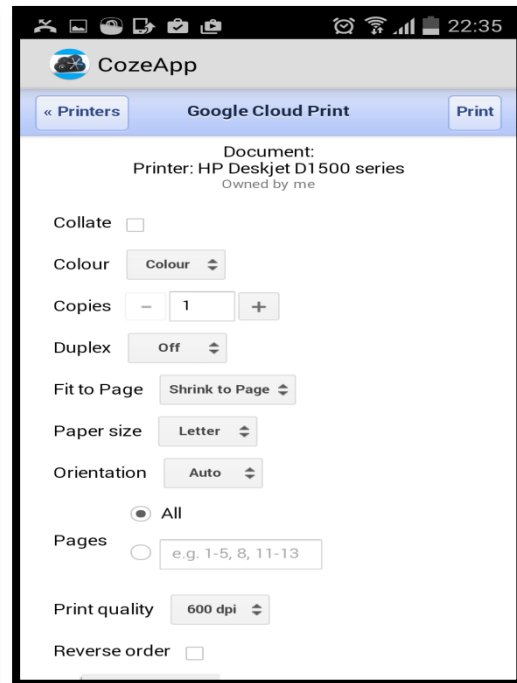 22:35
CozeApp
« Printers Google Cloud Print Print
Document:
Printer: HP Deskjet D1500 series
Owned by me
Collate
Colour Colour
Copies - 1 +
Duplex Off
Fit to Page Shrink to Page
Paper size Letter
Orientation Auto
All
Pages
e.g. 1-5, 8, 11-13
Print quality 600 dpi
Reverse order